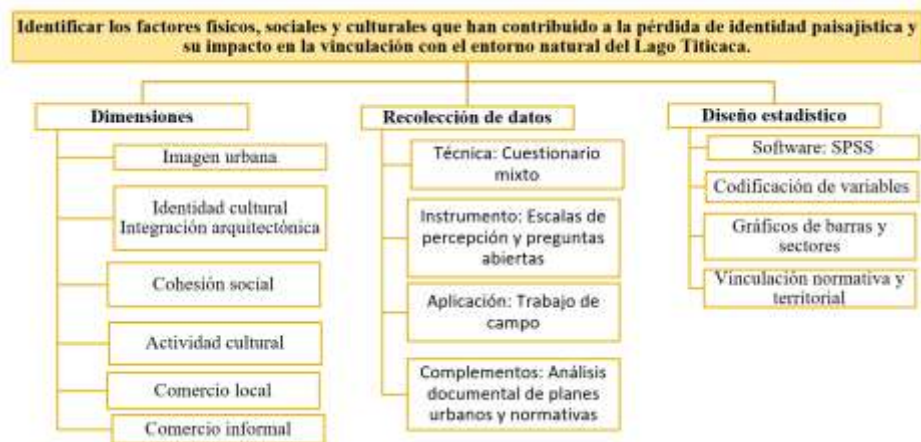 Identificar los factores físicos, sociales y culturales que han contribuido a la pérdida de identidad paisajística y
su impacto en la vinculación con el entorno natural del Lago Titicaca.
Dimensiones
Imagen urbana
Identidad cultural
Integración arquitectónica
Cohesión social
Actividad cultural
Comercio local
Comercio informal
Recolección de datos
Técnica: Cuestionario
mixto
Instrumento: Escalas de
percepción y preguntas
abiertas
Aplicación: Trabajo de
campo
Complementos: Análisis
documental de planes
urbanos y normativas
Diseño estadístico
Software: SPSS
Codificación de variables
Gráficos de barras y
sectores
Vinculación normativa y
territorial